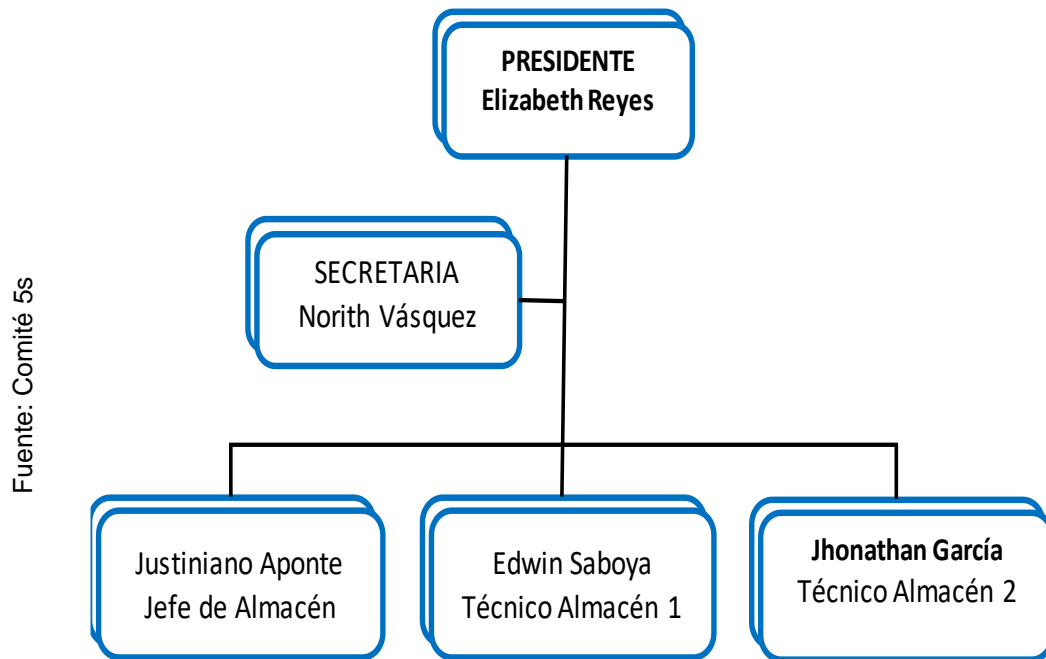 PRESIDENTE
Elizabeth Reyes
SECRETARIA
Norith Vásquez
Fuente: Comité 5s
Justiniano Aponte
Jefe de Almacén
Edwin Saboya
Técnico Almacén 1
Jhonathan García
Técnico Almacén 2